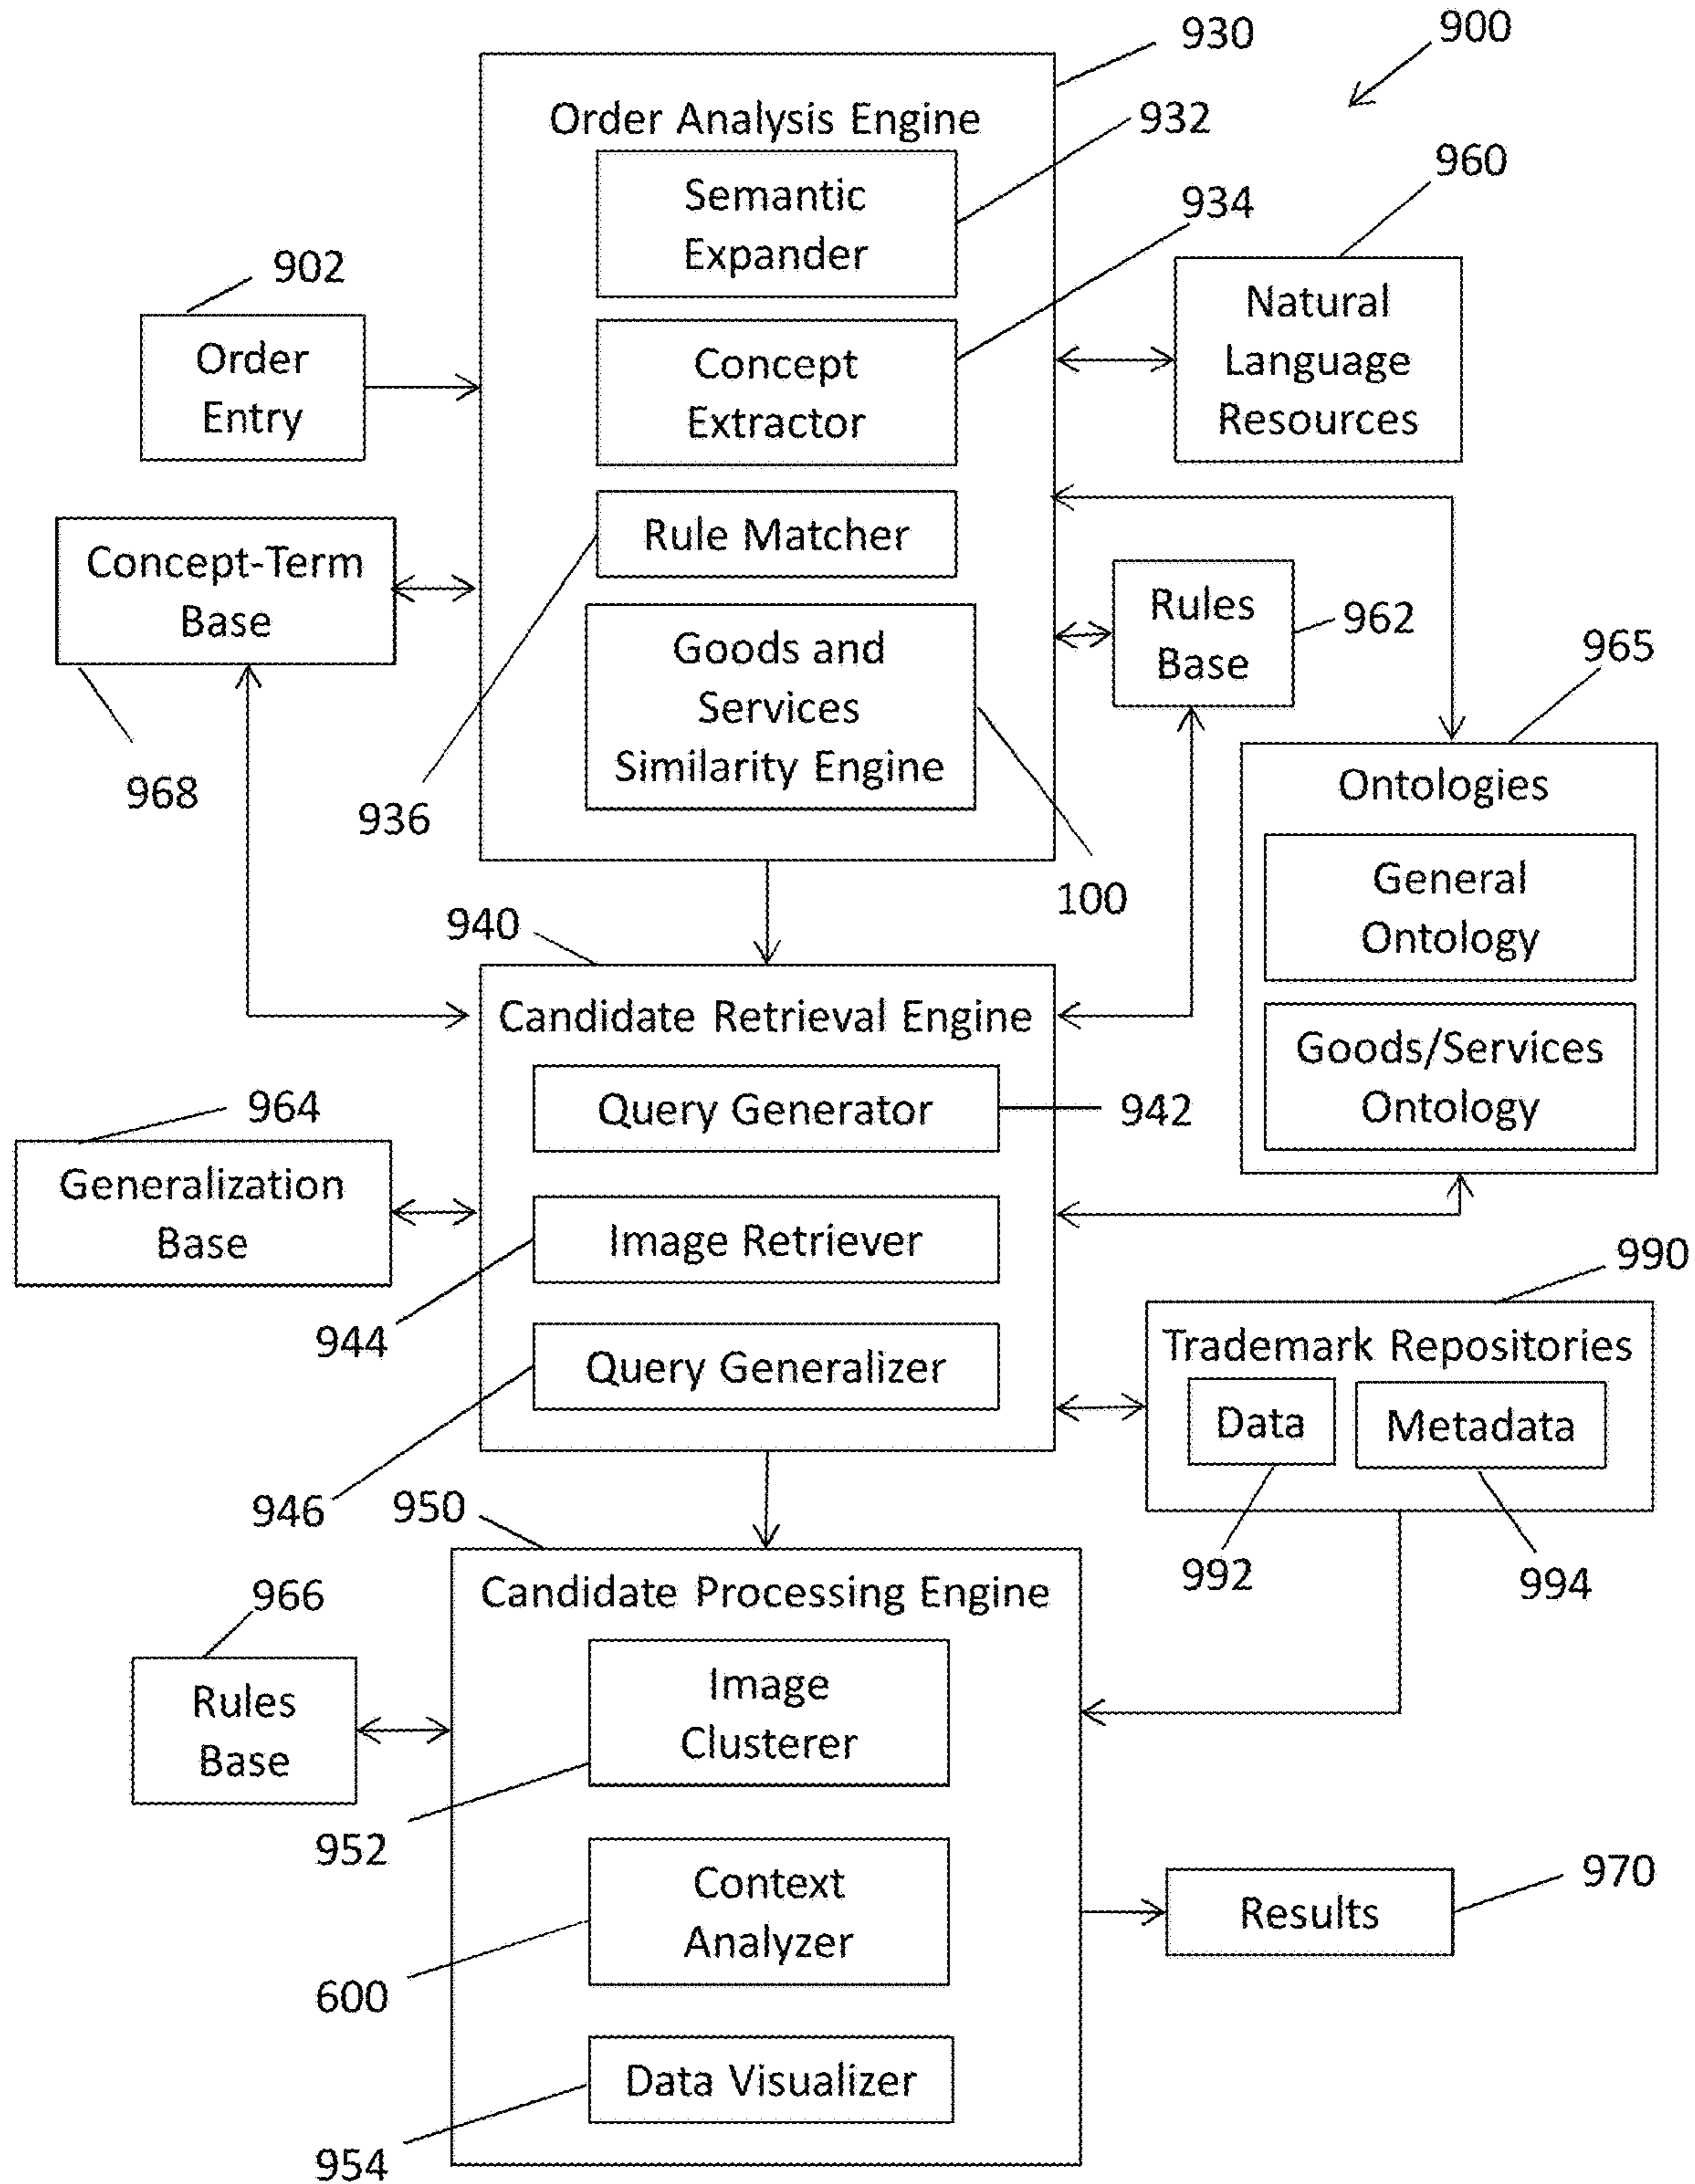 900
930
Order Analysis Engine
932
Semantic
Expander
960
934
902
Order
Entry
Concept
Extractor
Natural
Language
Resources
Concept-Term
Base
968
Rule Matcher
936
Rules
Base
962
Goods and
Services
Similarity Engine
100
965
Ontologies
General
Ontology
Goods/Services
Ontology
940
Candidate Retrieval Engine
Query Generator
942
964
Generalization
Base
Image Retriever
944
Query Generalizer
946
990
Trademark Repositories
Data
Metadata
992
994
950
Candidate Processing Engine
966
Rules
Base
Image
Clusterer
952
Context
Analyzer
600
970
Results
Data Visualizer
954